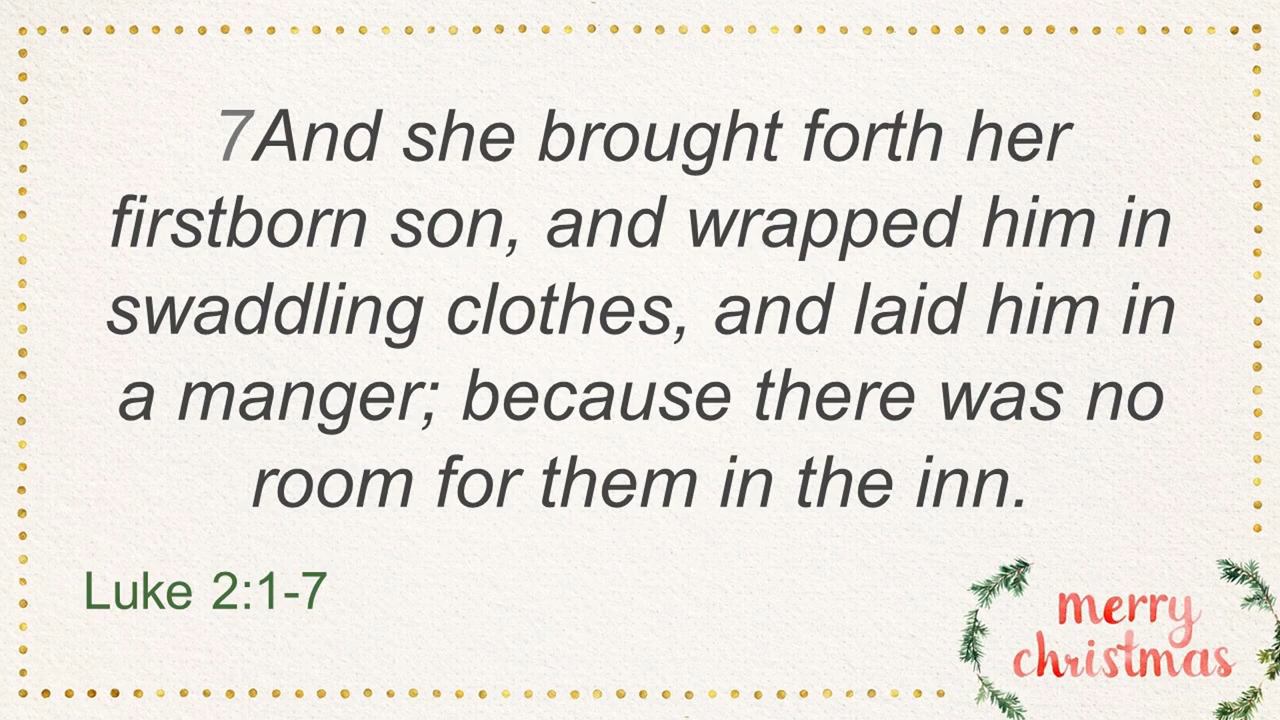 7And she brought forth her
firstborn son, and wrapped him in
swaddling clothes, and laid him in
a manger; because there was no
room for them in the inn.
Luke 2:1-7
merry
christmas